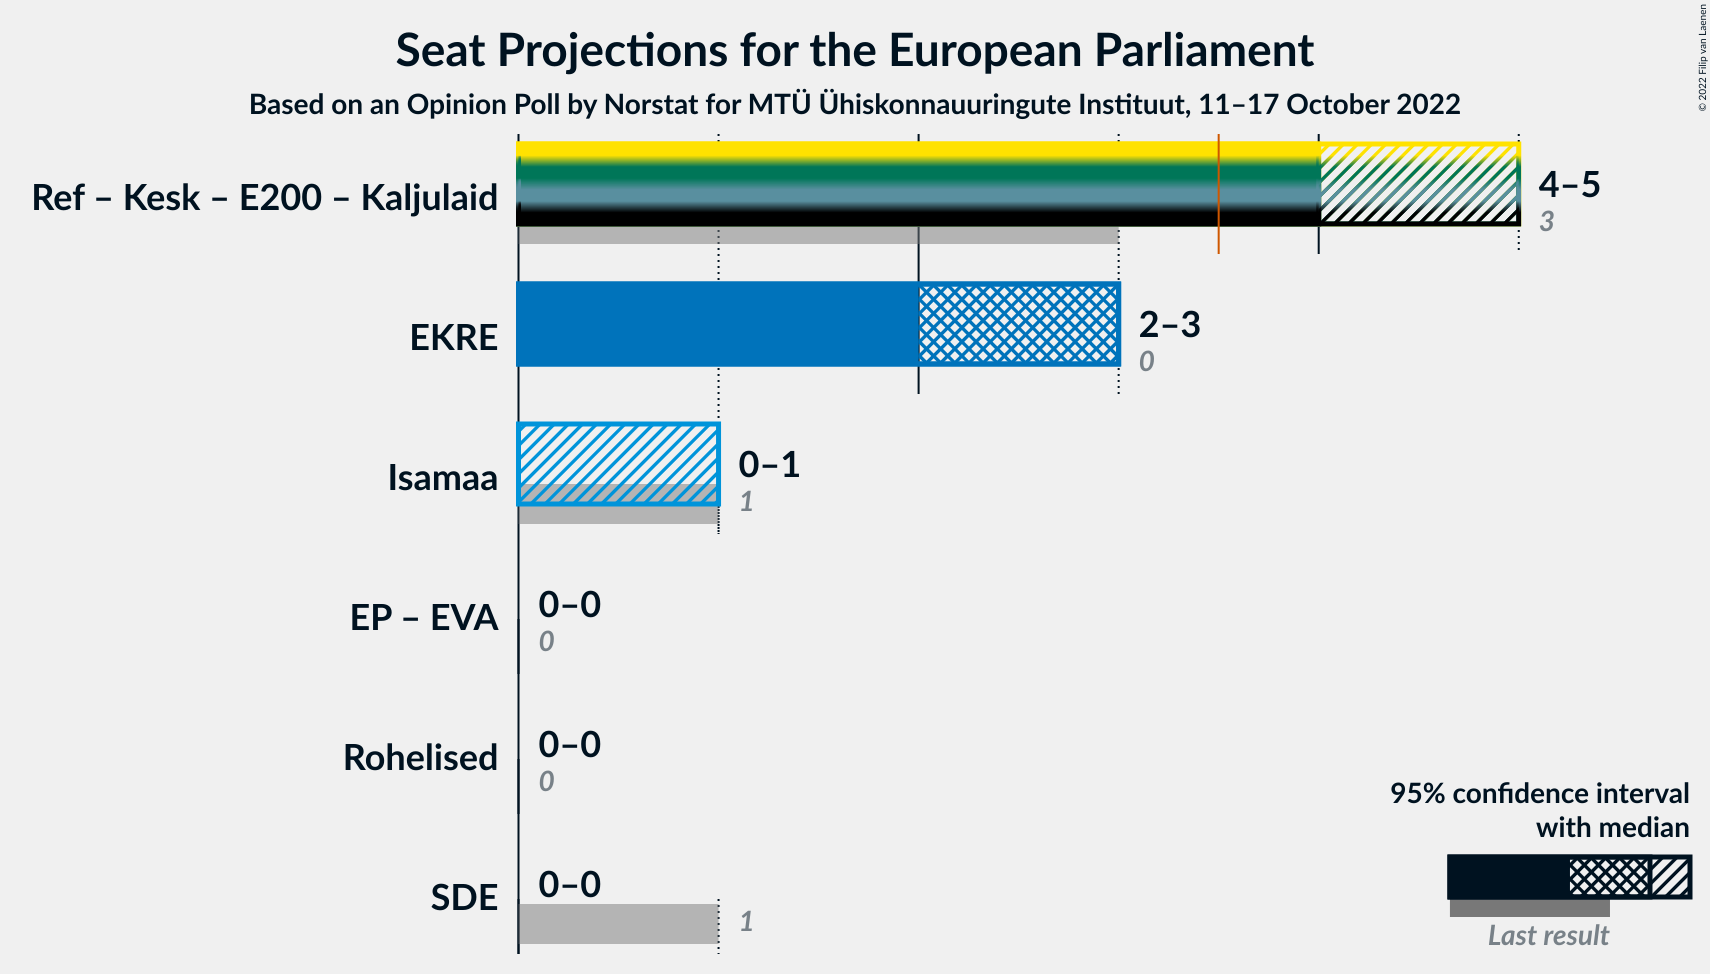 Seat Projections for the European Parliament
Based on an Opinion Poll by Norstat for MTÜ Ühiskonnauuringute Instituut, 11–17 October 2022
© 2022 Filip van Laenen
Ref – Kesk – E200 – Kaljulaid
4–5
3
EKRE
2–3
0
Isamaa
0–1
1
EP – EVA
0–0
0
Rohelised
0–0
0
SDE
0–0
1
95% confidence interval
with median
Last result